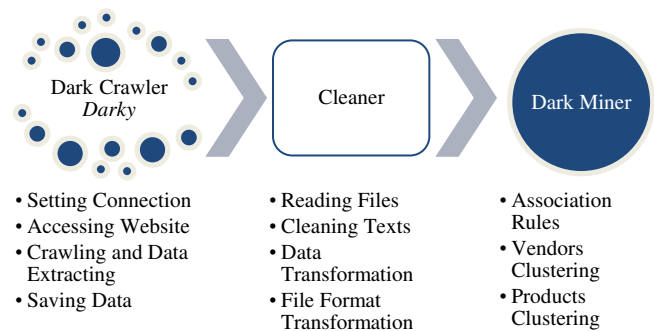 Dark Crawler
Darky
Cleaner
Dark Miner
• Setting Connection
• Accessing Website
• Crawling and Data
Extracting
• Saving Data
• Reading Files
• Cleaning Texts
• Data
Transformation
• File Format
Transformation
• Association
Rules
• Vendors
Clustering
• Products
Clustering